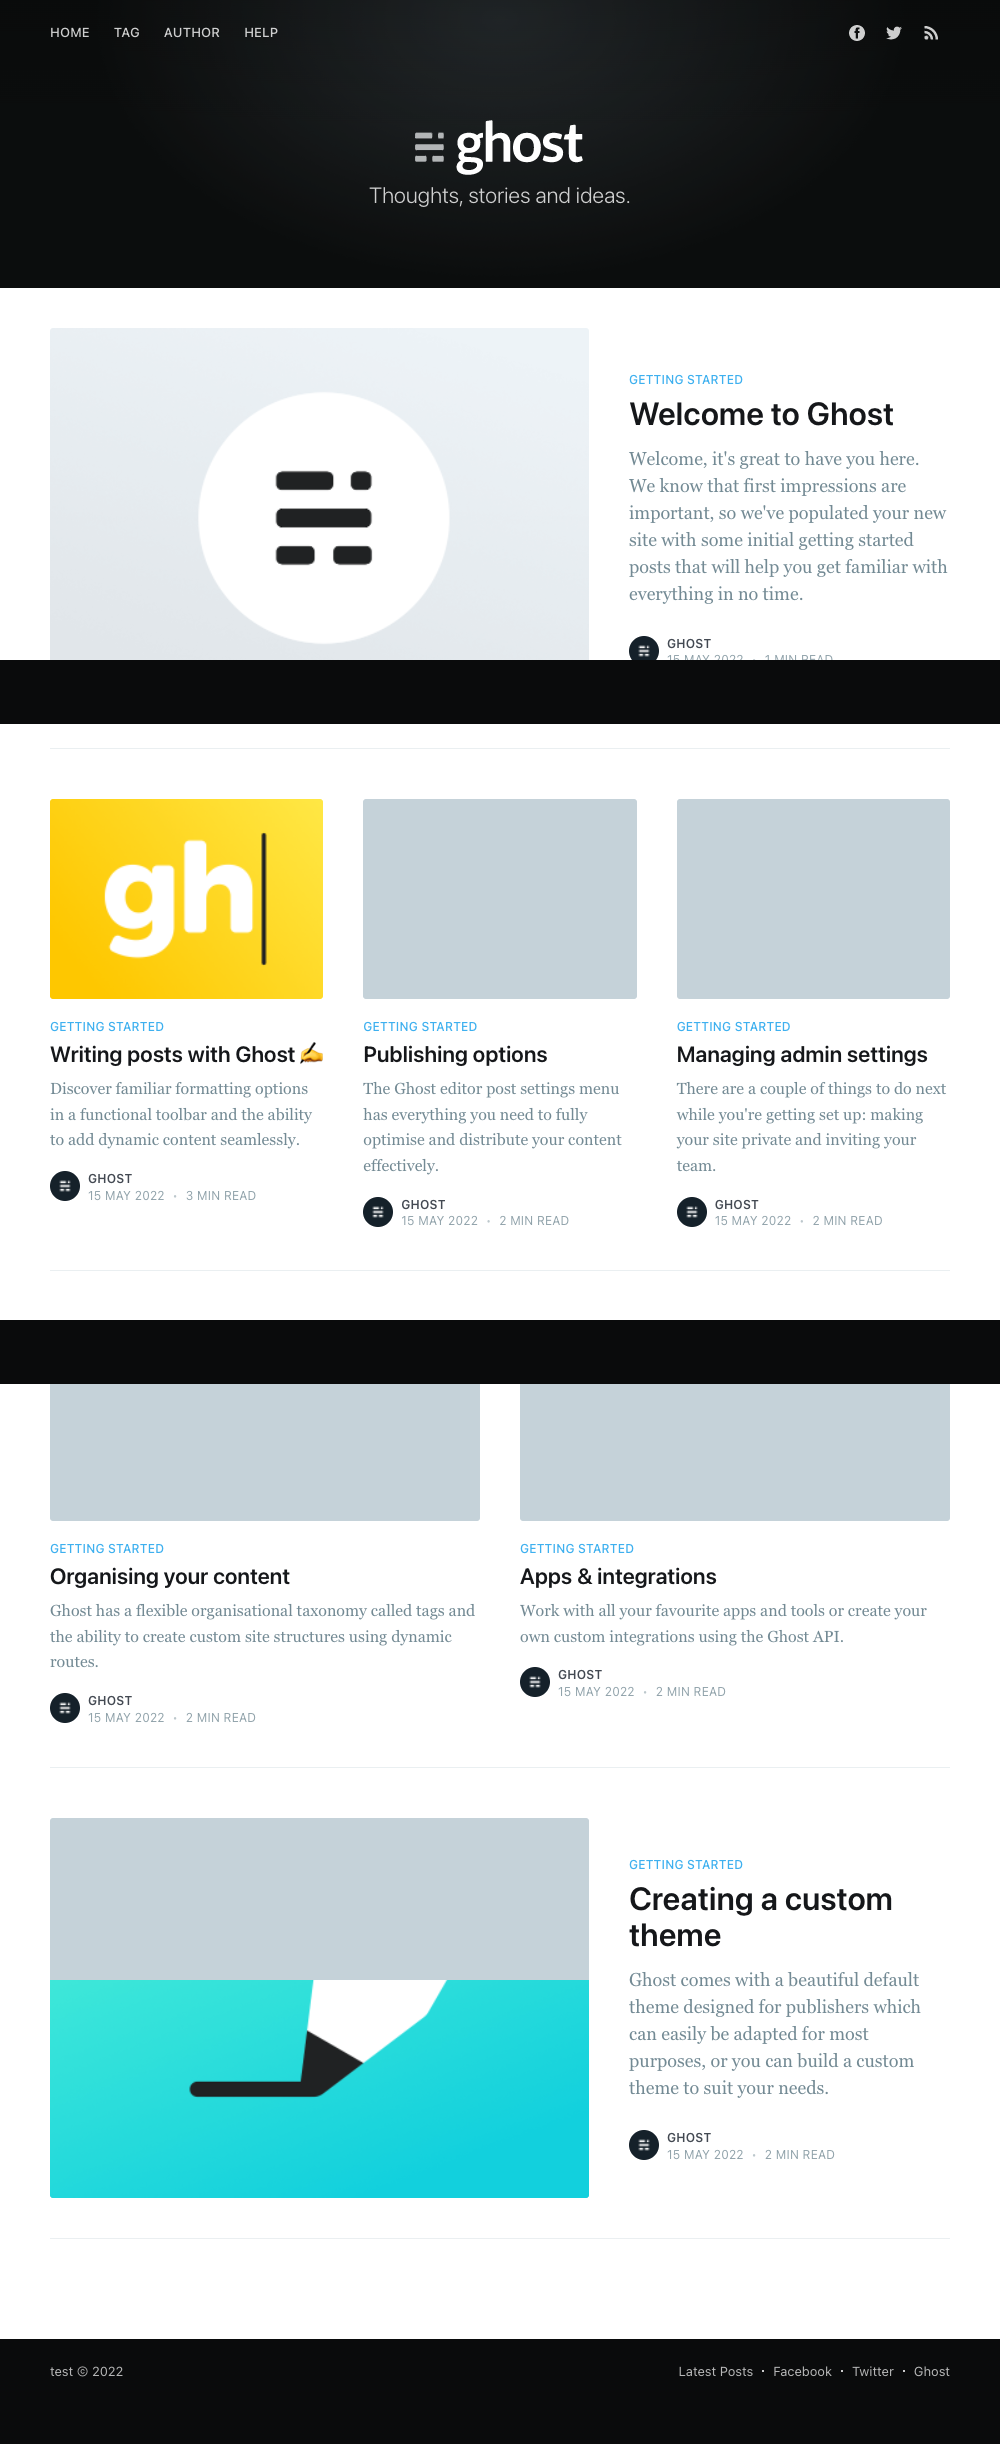 HOME TAG AUTHOR HELP
ghost
Thoughts, stories and ideas.
GETTING STARTED
Welcome to Ghost
Welcome, it's great to have you here.
We know that first impressions are
important, so we've populated your new
site with some initial getting started
posts that will help you get familiar with
everything in no time.
GHOST
15 MAY 2022 • 1 MIN READ
gh
GETTING STARTED
Writing posts with Ghost ✍️
Discover familiar formatting options
in a functional toolbar and the ability
to add dynamic content seamlessly.
GHOST
15 MAY 2022 • 3 MIN READ
GETTING STARTED
Publishing options
The Ghost editor post settings menu
has everything you need to fully
optimise and distribute your content
effectively.
GHOST
15 MAY 2022 • 2 MIN READ
GETTING STARTED
Managing admin settings
There are a couple of things to do next
while you're getting set up: making
your site private and inviting your
team.
GHOST
15 MAY 2022 • 2 MIN READ
GETTING STARTED
Organising your content
Ghost has a flexible organisational taxonomy called tags and
the ability to create custom site structures using dynamic
routes.
GHOST
15 MAY 2022 • 2 MIN READ
GETTING STARTED
Apps & integrations
Work with all your favourite apps and tools or create your
own custom integrations using the Ghost API.
GHOST
15 MAY 2022 • 2 MIN READ
GETTING STARTED
Creating a custom
theme
Ghost comes with a beautiful default
theme designed for publishers which
can easily be adapted for most
purposes, or you can build a custom
theme to suit your needs.
GHOST
15 MAY 2022 • 2 MIN READ
test © 2022
Latest Posts • Facebook • Twitter • Ghost